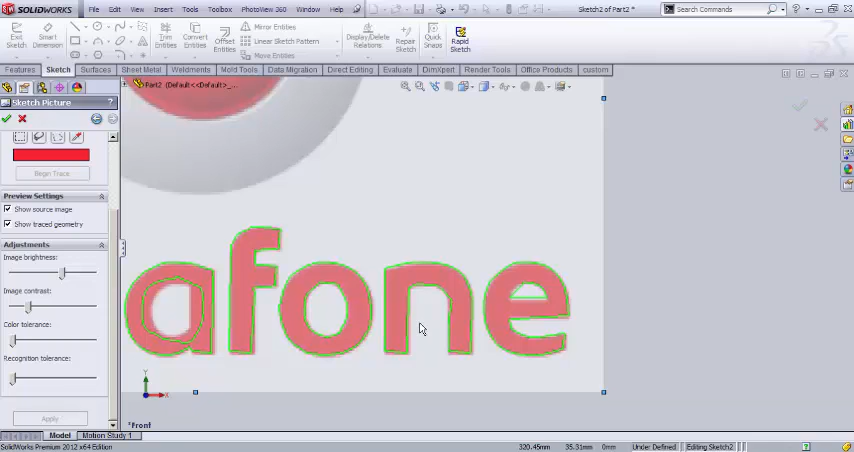 SOLIDWORKS File Edit View Insert Tools Toolbox PhotoView 360 Window Help Sketch2 of Part2 * Search Commands
Exit Sketch Smart Dimension Trim Entities Convert Entities Offset Entities Mirror Entities Linear Sketch Pattern Move Entities Display/Delete Relations Repair Sketch Quick Snaps Rapid Sketch
Features Sketch Surfaces Sheet Metal Weldments Mold Tools Data Migration Direct Editing Evaluate DimXpert Render Tools Office Products custom
Part2 (Default<<Default>_...
Sketch Picture ?
Begin Trace
Preview Settings
Show source image
Show traced geometry
Adjustments
Image brightness:
Image contrast:
Color tolerance:
Recognition tolerance:
Apply
afone
Y
X
*Front
Model Motion Study 1
SolidWorks Premium 2012 x64 Edition 320.45mm 35.31mm 0mm Under Defined Editing Sketch2